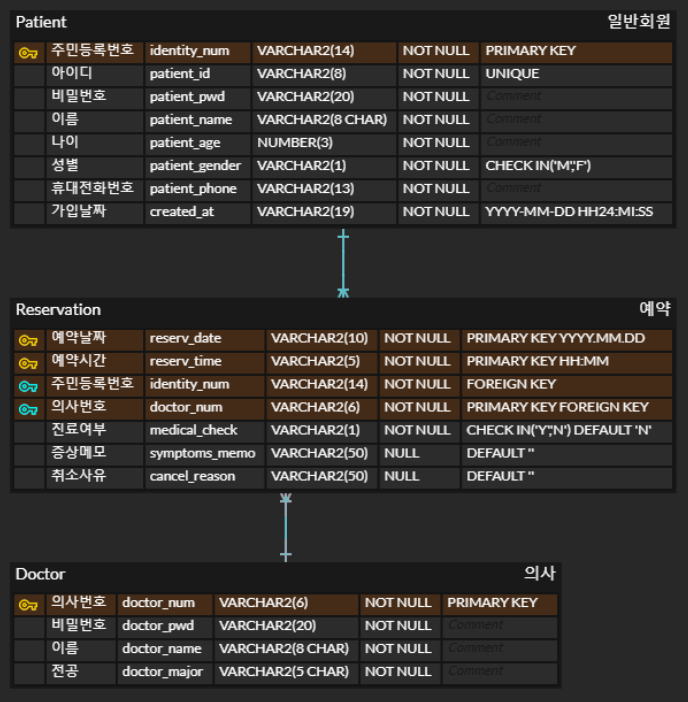 Patient 일반회원
주민등록번호 identity_num VARCHAR2(14) NOT NULL PRIMARY KEY
아이디 patient_id VARCHAR2(8) NOT NULL UNIQUE
비밀번호 patient_pwd VARCHAR2(20) NOT NULL Comment
이름 patient_name VARCHAR2(8 CHAR) NOT NULL Comment
나이 patient_age NUMBER(3) NOT NULL Comment
성별 patient_gender VARCHAR2(1) NOT NULL CHECK IN('M','F')
휴대전화번호 patient_phone VARCHAR2(13) NOT NULL Comment
가입날짜 created_at VARCHAR2(19) NOT NULL YYYY-MM-DD HH24:MI:SS
Reservation 예약
예약날짜 reserv_date VARCHAR2(10) NOT NULL PRIMARY KEY YYYY.MM.DD
예약시간 reserv_time VARCHAR2(5) NOT NULL PRIMARY KEY HH:MM
주민등록번호 identity_num VARCHAR2(14) NOT NULL FOREIGN KEY
의사번호 doctor_num VARCHAR2(6) NOT NULL PRIMARY KEY FOREIGN KEY
진료여부 medical_check VARCHAR2(1) NOT NULL CHECK IN('Y','N') DEFAULT 'N'
증상메모 symptoms_memo VARCHAR2(50) NULL DEFAULT ''
취소사유 cancel_reason VARCHAR2(50) NULL DEFAULT ''
Doctor 의사
의사번호 doctor_num VARCHAR2(6) NOT NULL PRIMARY KEY
비밀번호 doctor_pwd VARCHAR2(20) NOT NULL Comment
이름 doctor_name VARCHAR2(8 CHAR) NOT NULL Comment
전공 doctor_major VARCHAR2(5 CHAR) NOT NULL Comment